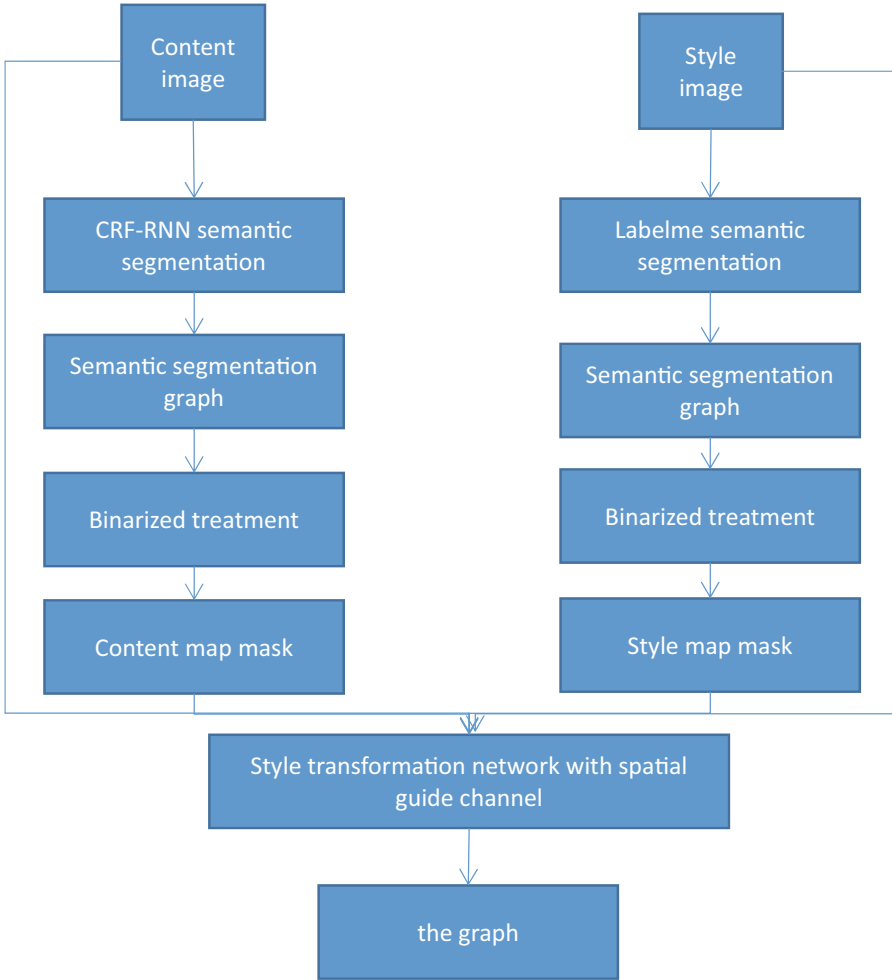 Content
image
Style
image
CRF-RNN semantic
segmentation
Labelme semantic
segmentation
Semantic segmentation
graph
Semantic segmentation
graph
Binarized treatment
Binarized treatment
Content map mask
Style map mask
Style transformation network with spatial
guide channel
the graph